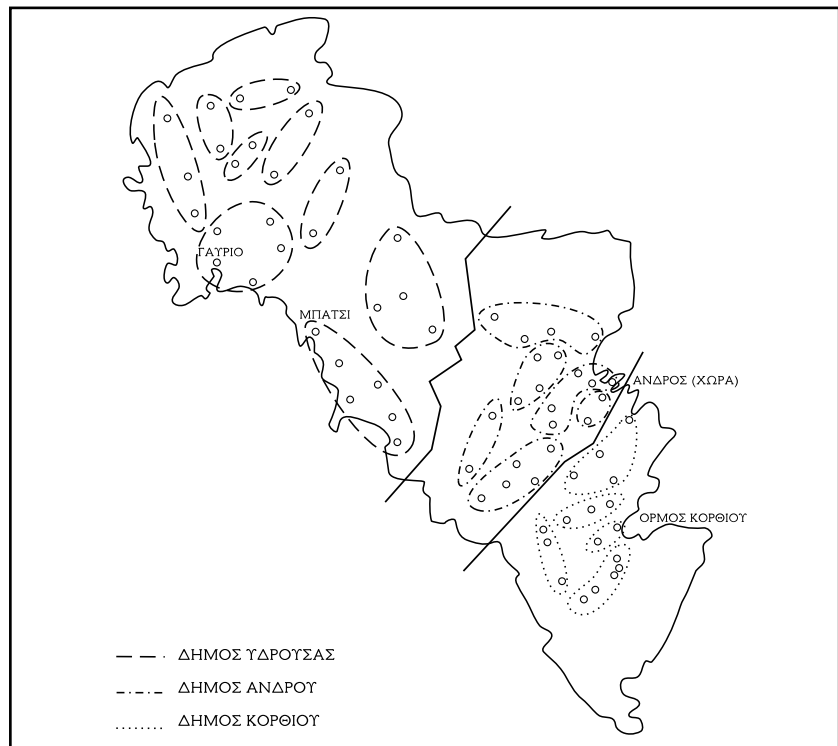 ΓΑΥΡΙΟ
ΜΠΑΤΣΙ
ΑΝΔΡΟΣ (ΧΩΡΑ)
ΟΡΜΟΣ ΚΟΡΘΙΟΥ
ΔΗΜΟΣ ΥΔΡΟΥΣΑΣ
ΔΗΜΟΣ ΑΝΔΡΟΥ
ΔΗΜΟΣ ΚΟΡΘΙΟΥ